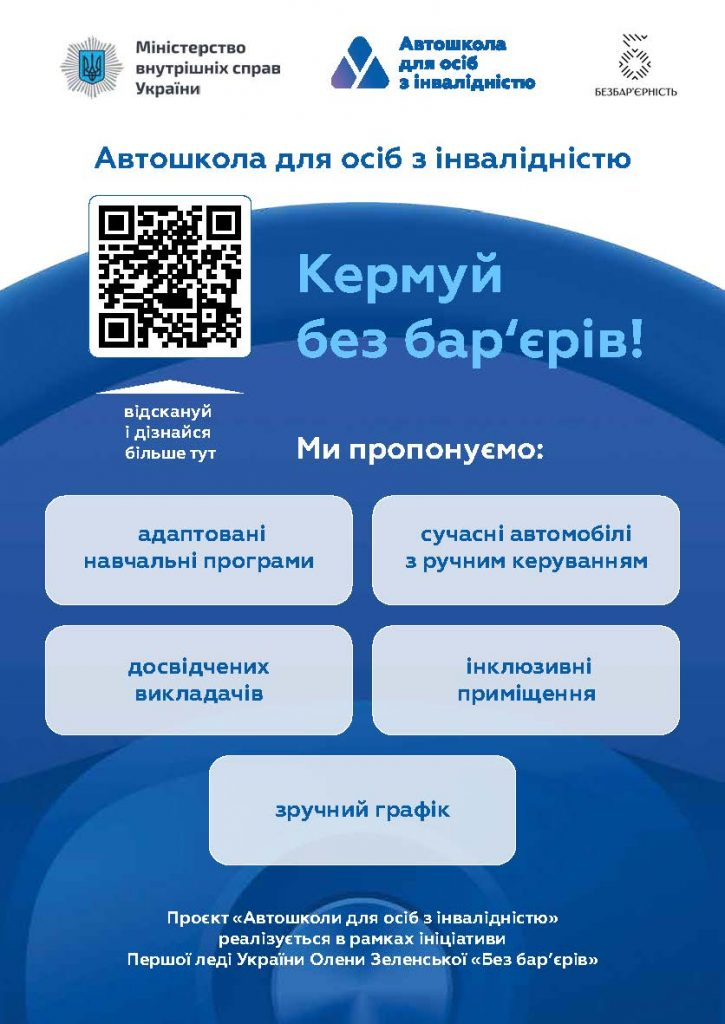 Міністерство
внутрішніх справ
України
Автошкола
для осіб
з інвалідністю
БЕЗБАР'ЄРНІСТЬ
Автошкола для осіб з інвалідністю
Кермуй
без бар‘єрів!
відскануй
і дізнайся
більше тут
Ми пропонуємо:
адаптовані
навчальні програми
сучасні автомобілі
з ручним керуванням
досвідчених
викладачів
інклюзивні
приміщення
зручний графік
Проєкт «Автошколи для осіб з інвалідністю»
реалізується в рамках ініціативи
Першої леді України Олени Зеленської «Без бар’єрів»